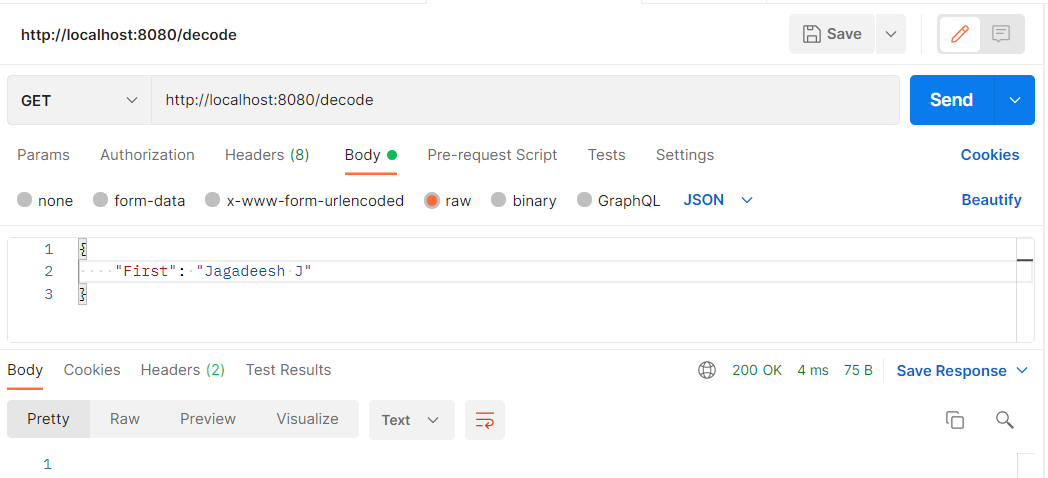 http://localhost:8080/decode Save
GET http://localhost:8080/decode Send
Params Authorization Headers (8) Body Pre-request Script Tests Settings Cookies
none form-data x-www-form-urlencoded raw binary GraphQL JSON Beautify
1 {
2 "First": "Jagadeesh J"
3 }
Body Cookies Headers (2) Test Results 200 OK 4 ms 75 B Save Response
Pretty Raw Preview Visualize Text
1